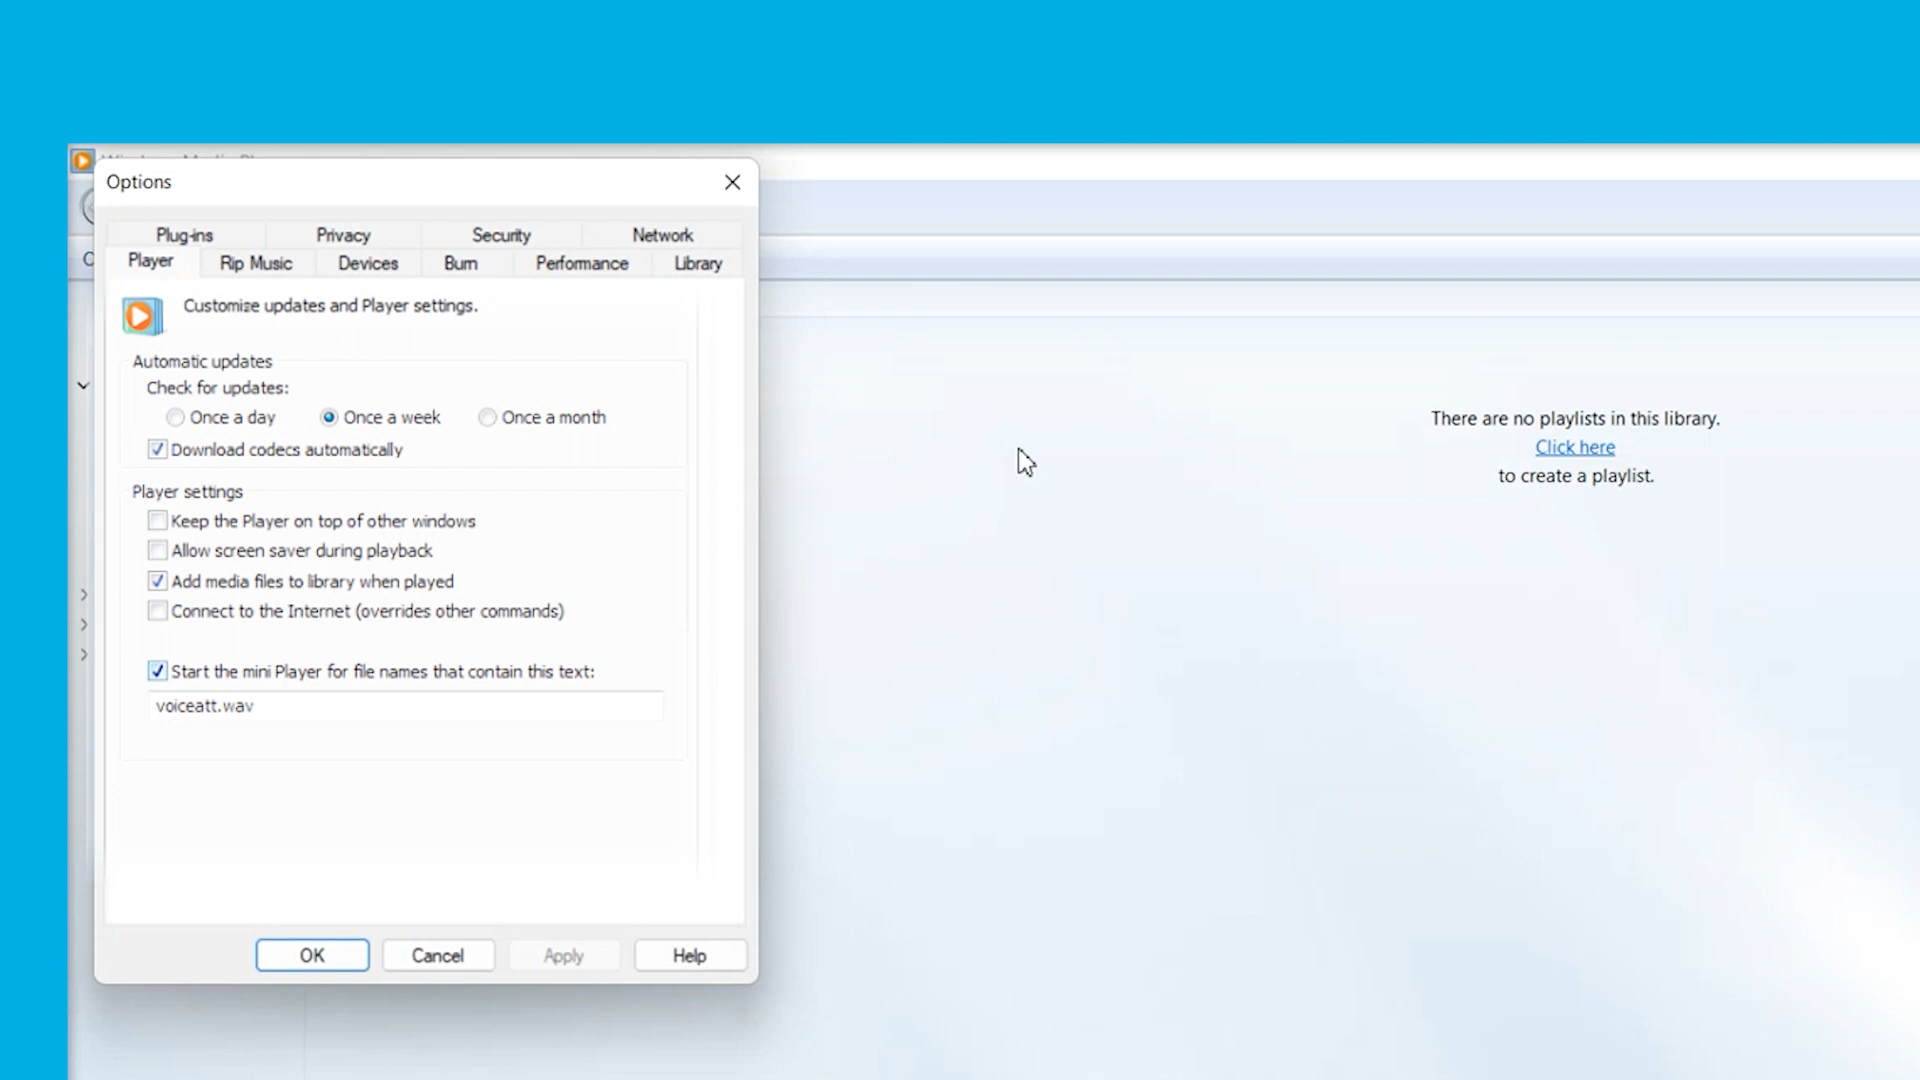 Options
Plug-ins Privacy Security Network
Player Rip Music Devices Burn Performance Library
Customize updates and Player settings.
Automatic updates
Check for updates:
Once a day Once a week Once a month
Download codecs automatically
Player settings
Keep the Player on top of other windows
Allow screen saver during playback
Add media files to library when played
Connect to the Internet (overrides other commands)
Start the mini Player for file names that contain this text:
voiceatt.wav
OK Cancel Apply Help
There are no playlists in this library.
Click here
to create a playlist.